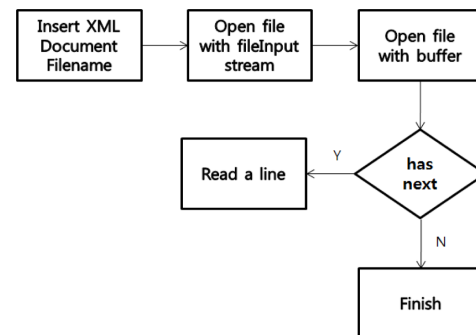 Insert XML
Document
Filename
Open file
with fileInput
stream
Open file
with buffer
has
next
Y
Read a line
N
Finish